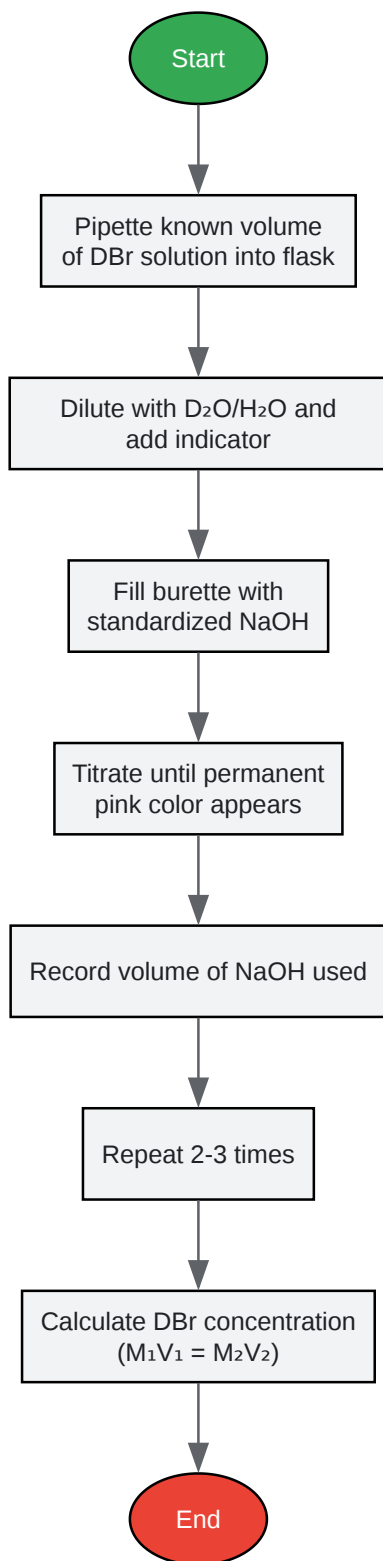 Start
Pipette known volume
of DBr solution into flask
Dilute with D₂O/H₂O and
add indicator
Fill burette with
standardized NaOH
Titrate until permanent
pink color appears
Record volume of NaOH used
Repeat 2-3 times
Calculate DBr concentration
(M₁V₁ = M₂V₂)
End